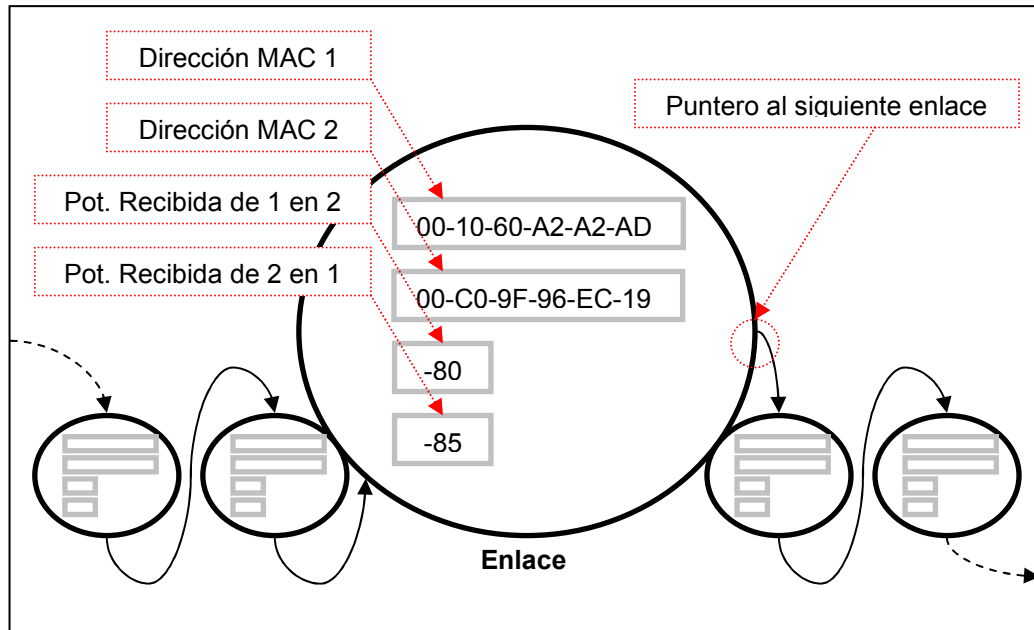 Dirección MAC 1
Dirección MAC 2
Pot. Recibida de 1 en 2
Pot. Recibida de 2 en 1
Puntero al siguiente enlace
00-10-60-A2-A2-AD
00-C0-9F-96-EC-19
-80
-85
Enlace